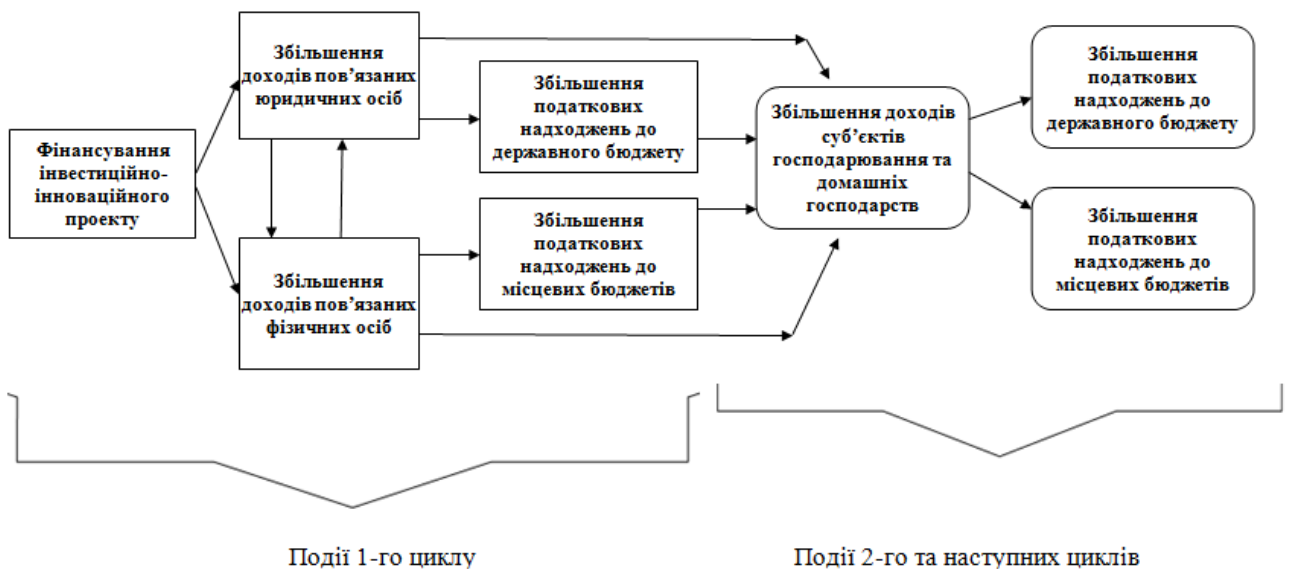 Фінансування
інвестиційно-
інноваційного
проекту
Збільшення
доходів пов’язаних
юридичних осіб
Збільшення
доходів пов’язаних
фізичних осіб
Збільшення
податкових
надходжень до
державного бюджету
Збільшення
податкових
надходжень до
місцевих бюджетів
Збільшення доходів
суб’єктів
господарювання та
домашніх
господарств
Збільшення
податкових
надходжень до
державного бюджету
Збільшення
податкових
надходжень до
місцевих бюджетів
Події 1-го циклу
Події 2-го та наступних циклів